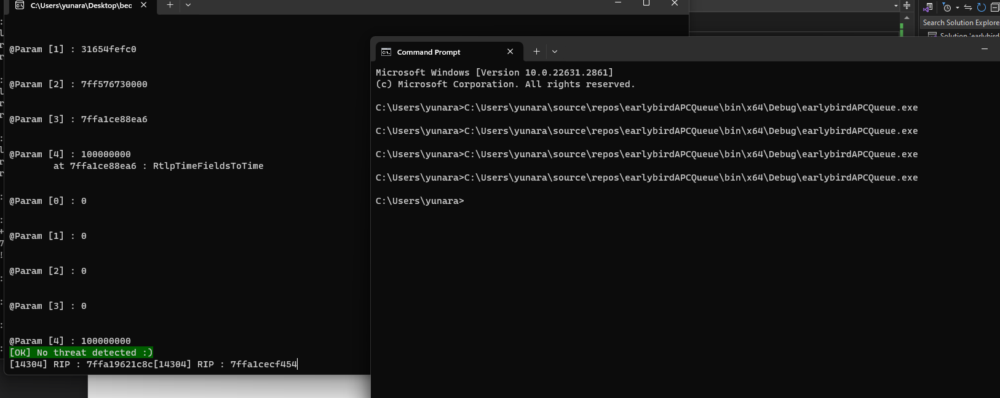 C:\Users\yunara\Desktop\bec
@Param [1] : 31654fefc0
@Param [2] : 7ff576730000
@Param [3] : 7ffa1ce88ea6
@Param [4] : 100000000
at 7ffa1ce88ea6 : RtlpTimeFieldsToTime
@Param [0] : 0
@Param [1] : 0
@Param [2] : 0
@Param [3] : 0
@Param [4] : 100000000
[OK] No threat detected :)
[14304] RIP : 7ffa19621c8c[14304] RIP : 7ffa1cecf454
Command Prompt
Microsoft Windows [Version 10.0.22631.2861]
(c) Microsoft Corporation. All rights reserved.
C:\Users\yunara>C:\Users\yunara\source\repos\earlybirdAPCQueue\bin\x64\Debug\earlybirdAPCQueue.exe
C:\Users\yunara>C:\Users\yunara\source\repos\earlybirdAPCQueue\bin\x64\Debug\earlybirdAPCQueue.exe
C:\Users\yunara>C:\Users\yunara\source\repos\earlybirdAPCQueue\bin\x64\Debug\earlybirdAPCQueue.exe
C:\Users\yunara>C:\Users\yunara\source\repos\earlybirdAPCQueue\bin\x64\Debug\earlybirdAPCQueue.exe
C:\Users\yunara>
Search Solution Explore
Solution 'earlybird